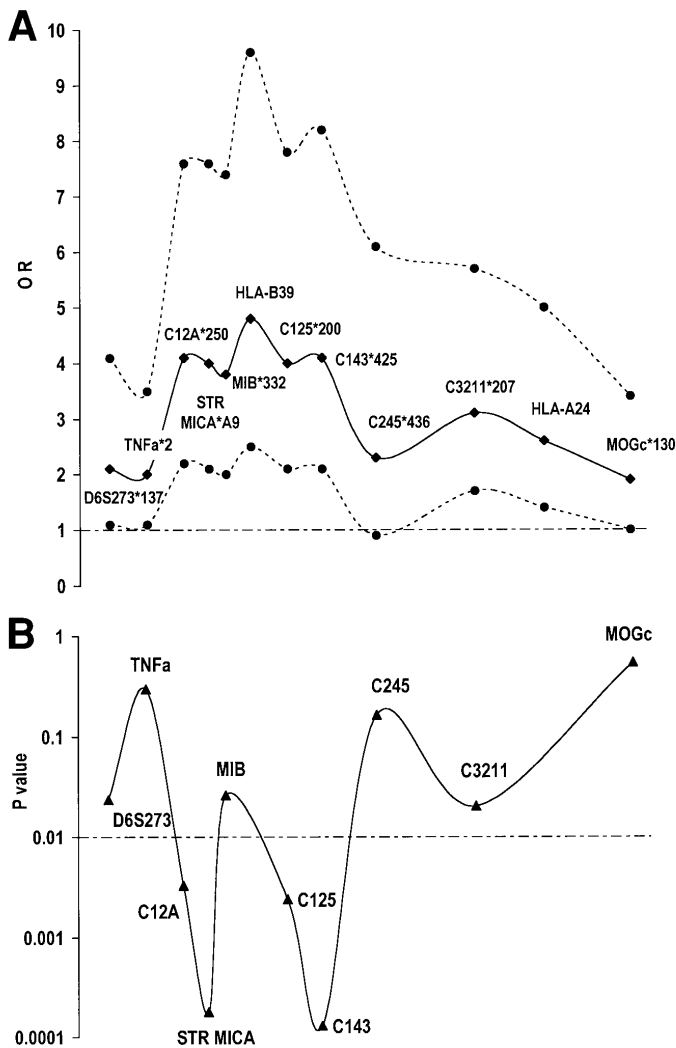 A
10
9
8
7
6
5
4
3
2
1
0
O R
HLA-B39
C12A*250
C125*200
C143*425
MIB*332
STR
MICA*A9
C3211*207
HLA-A24
C245*436
TNFa*2
MOGc*130
D6S273*137
B
1
0.1
0.01
0.001
0.0001
P value
MOGc
TNFa
C245
MIB
C3211
D6S273
C12A
C125
STR MICA
C143